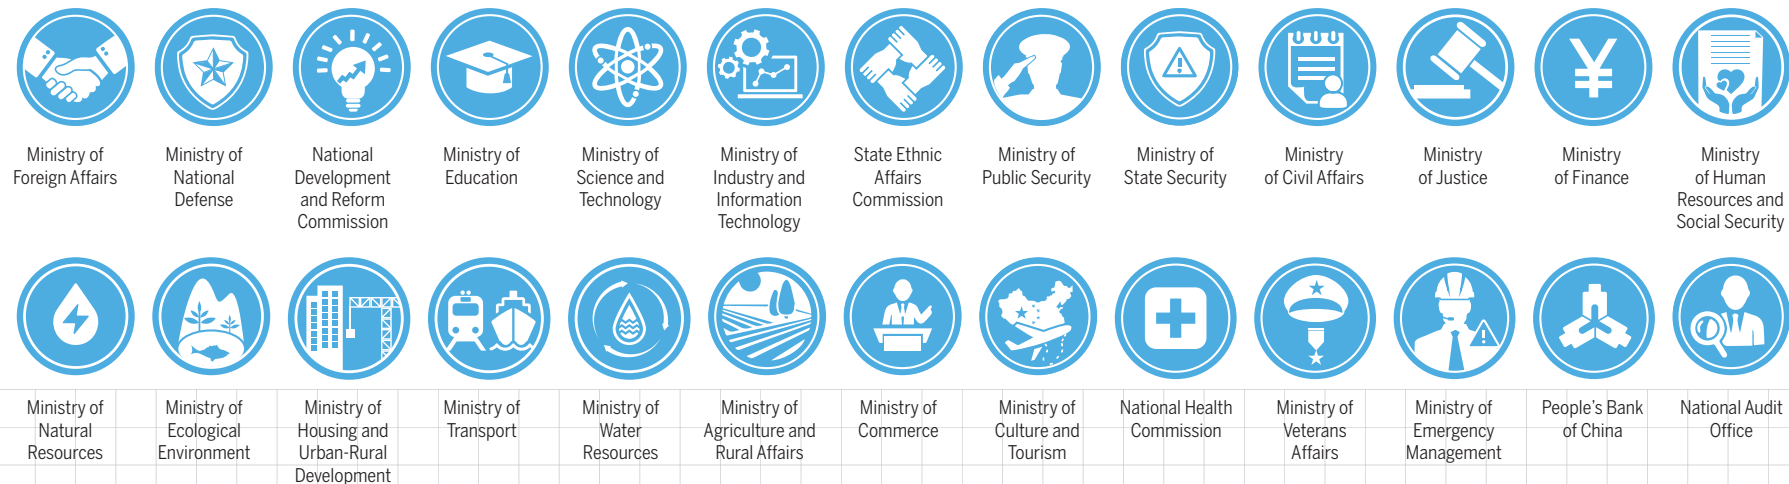 Ministry of
Foreign Affairs
Ministry of
National
Defense
National
Development
and Reform
Commission
Ministry of
Education
Ministry of
Science and
Technology
Ministry of
Industry and
Information
Technology
State Ethnic
Affairs
Commission
Ministry of
Public Security
Ministry of
State Security
Ministry
of Civil Affairs
Ministry
of Justice
¥
Ministry
of Finance
Ministry
of Human
Resources and
Social Security
Ministry of
Natural
Resources
Ministry of
Ecological
Environment
Ministry of
Housing and
Urban-Rural
Development
Ministry of
Transport
Ministry of
Water
Resources
Ministry of
Agriculture and
Rural Affairs
Ministry of
Commerce
Ministry of
Culture and
Tourism
National Health
Commission
Ministry of
Veterans
Affairs
Ministry of
Emergency
Management
People's Bank
of China
National Audit
Office